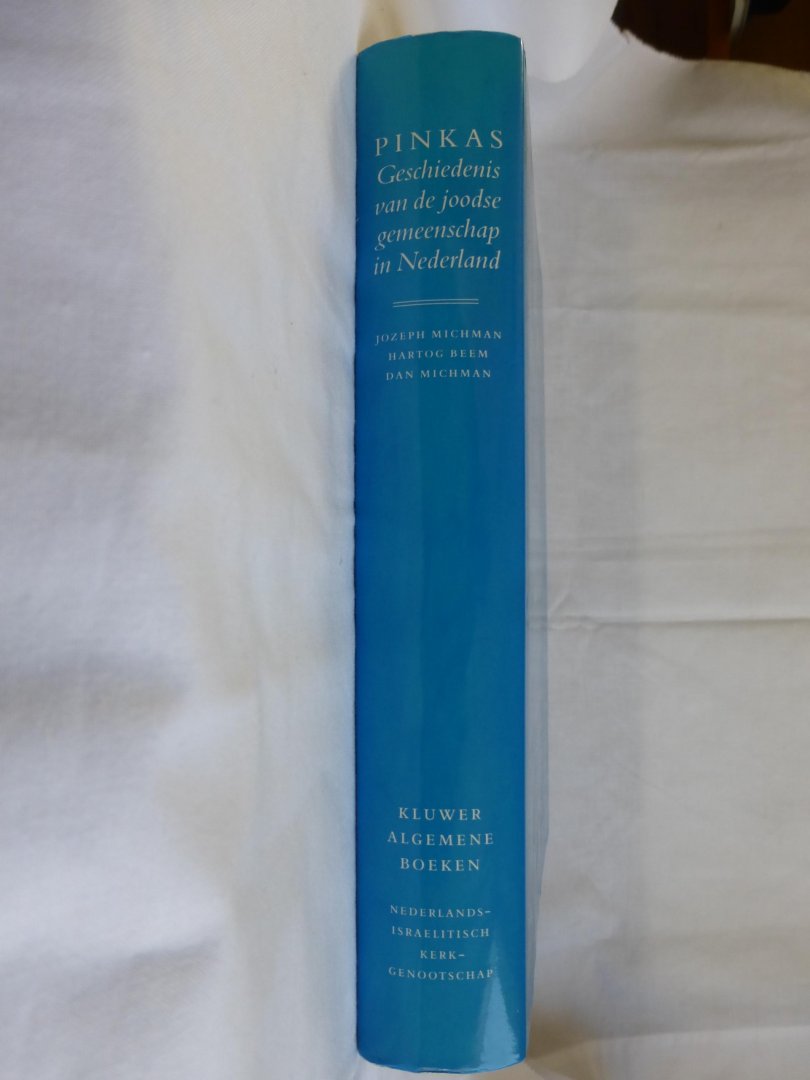 PINKAS
Geschiedenis
van de joodse
gemeenschap
in Nederland
JOZEPH MICHMAN
HARTOG BEEM
DAN MICHMAN
KLUWER
ALGEMENE
BOEKEN
NEDERLANDS-
ISRAELITISCH
KERK-
GENOOTSCHAP